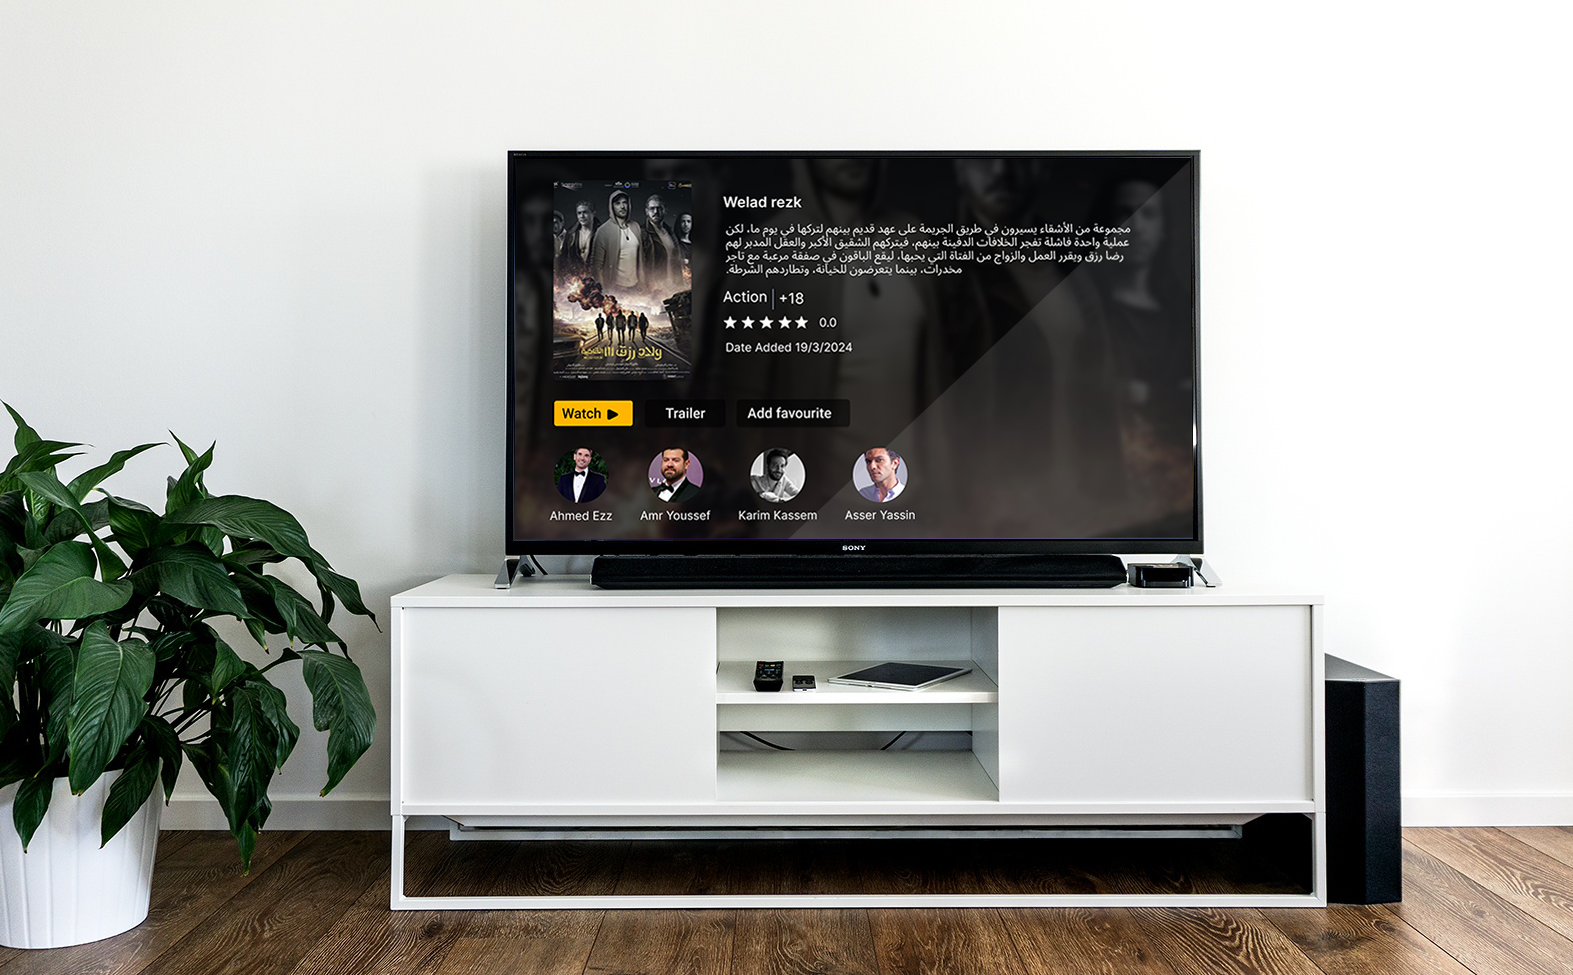 Welad rezk
مجموعة من الأشقاء يسيرون في طريق الجريمة على عهد قديم بينهم لتركها في يوم ما، لكن
عملية واحدة فاشلة تفجر الخلافات الدفينة بينهم، فيتركهم الشقيق الأكبر والعقل المدبر لهم
رضا رزق ويقرر العمل والزواج من الفتاة التي يحبها، ليقع الباقون في صفقة مرعبة مع تاجر
مخدرات، بينما يتعرضون للخيانة، وتطاردهم الشرطة.
Action | +18
0.0
Date Added 19/3/2024
ولاد رزق
Watch
Trailer
Add favourite
Ahmed Ezz
Amr Youssef
Karim Kassem
Asser Yassin
SONY